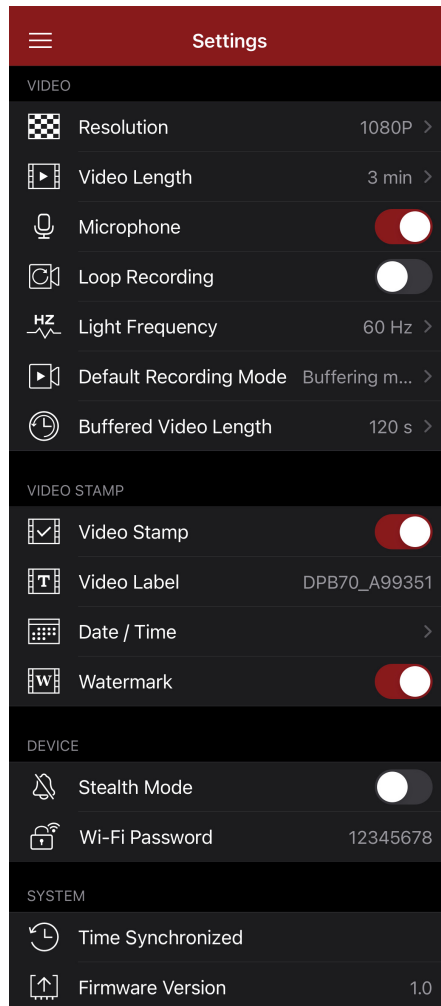 Settings
VIDEO
Resolution 1080P
Video Length 3 min
Microphone
Loop Recording
HZ Light Frequency 60 Hz
Default Recording Mode Buffering m...
Buffered Video Length 120 s
VIDEO STAMP
Video Stamp
T Video Label DPB70_A99351
Date / Time
W Watermark
DEVICE
Stealth Mode
Wi-Fi Password 12345678
SYSTEM
Time Synchronized
Firmware Version 1.0